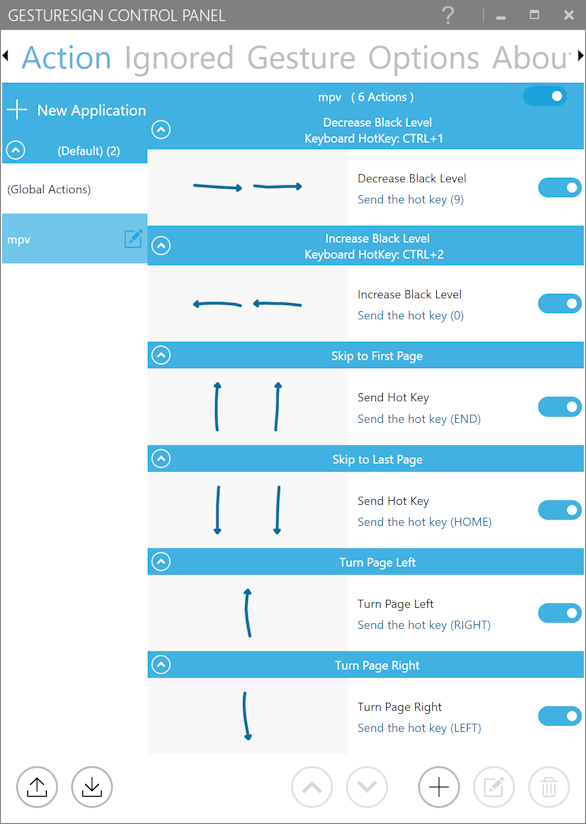 GESTURESIGN CONTROL PANEL
?
Action Ignored Gesture Options Abou
New Application
mpv ( 6 Actions )
(Default) (2)
(Global Actions)
mpv
Decrease Black Level
Keyboard HotKey: CTRL+1
Decrease Black Level
Send the hot key (9)
Increase Black Level
Keyboard HotKey: CTRL+2
Increase Black Level
Send the hot key (0)
Skip to First Page
Send Hot Key
Send the hot key (END)
Skip to Last Page
Send Hot Key
Send the hot key (HOME)
Turn Page Left
Turn Page Left
Send the hot key (RIGHT)
Turn Page Right
Turn Page Right
Send the hot key (LEFT)